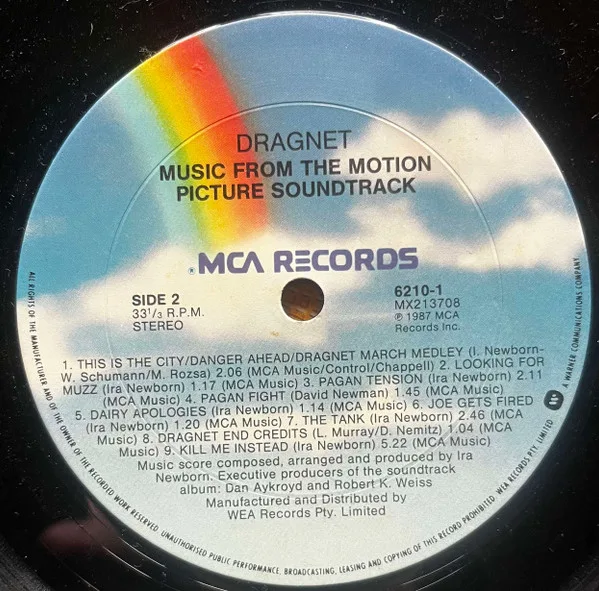 DRAGNET
MUSIC FROM THE MOTION
PICTURE SOUNDTRACK
®MCA RECORDS
SIDE 2
33¹/₃ R.P.M.
STEREO
6210-1
MX213708
℗ 1987 MCA
Records Inc.
1. THIS IS THE CITY/DANGER AHEAD/DRAGNET MARCH MEDLEY (I. Newborn-
W. Schumann/M. Rozsa) 2.06 (MCA Music/Control/Chappell) 2. LOOKING FOR
MUZZ (Ira Newborn) 1.17 (MCA Music) 3. PAGAN TENSION (Ira Newborn) 2.11
(MCA Music) 4. PAGAN FIGHT (David Newman) 1.45 (MCA Music)
5. DAIRY APOLOGIES (Ira Newborn) 1.14 (MCA Music) 6. JOE GETS FIRED
(Ira Newborn) 1.20 (MCA Music) 7. THE TANK (Ira Newborn) 2.46 (MCA
Music) 8. DRAGNET END CREDITS (L. Murray/D. Nemitz) 1.04 (MCA
Music) 9. KILL ME INSTEAD (Ira Newborn) 5.22 (MCA Music)
Music score composed, arranged and produced by Ira
Newborn. Executive producers of the soundtrack
album: Dan Aykroyd and Robert K. Weiss
Manufactured and Distributed by
WEA Records Pty. Limited
ALL RIGHTS OF THE MANUFACTURER AND OF THE OWNER OF THE RECORDED WORK RESERVED. UNAUTHORISED PUBLIC PERFORMANCE, BROADCASTING, LEASING AND COPYING OF THIS RECORD PROHIBITED. WEA RECORDS PTY. LIMITED
A WARNER COMMUNICATIONS COMPANY.